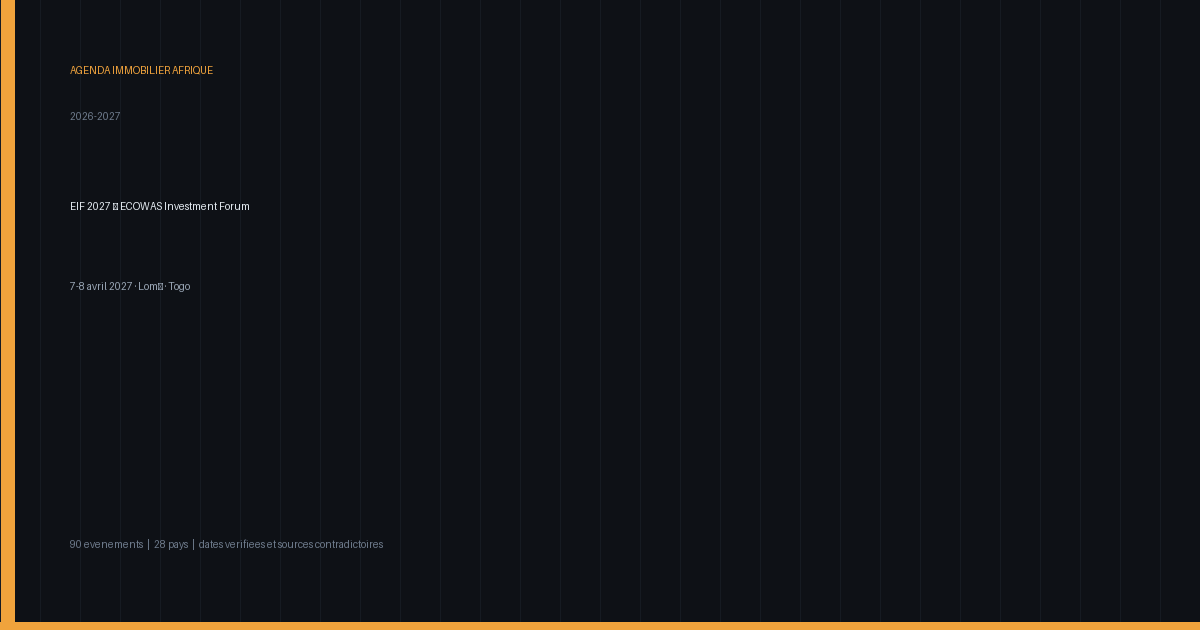 AGENDA IMMOBILIER AFRIQUE
2026-2027
EIF 2027 � ECOWAS Investment Forum
7-8 avril 2027 · Lom� · Togo
90 evenements | 28 pays | dates verifiees et sources contradictoires